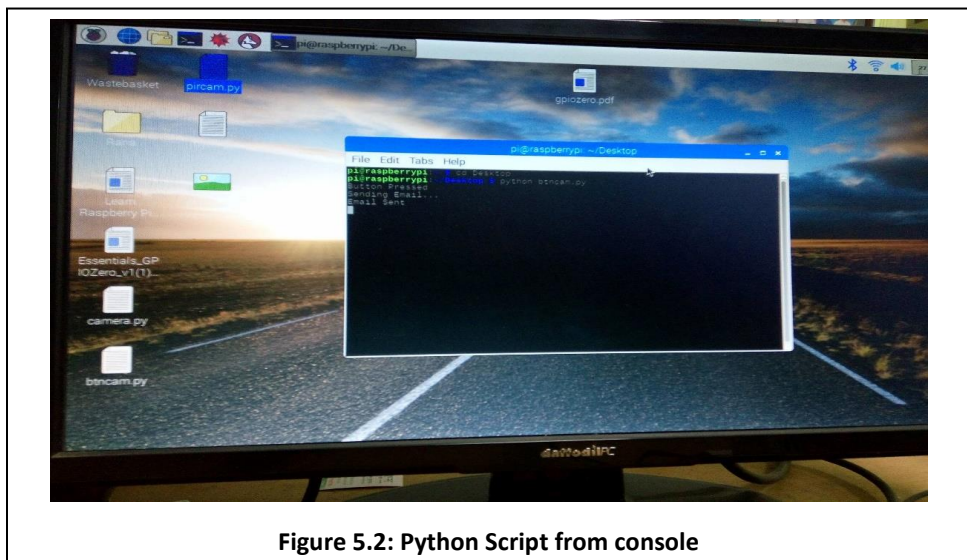 pi@raspberrypi: ~/De...
Wastebasket
pircam.py
gpiozero.pdf
Learn
Raspberry Pi...
Essentials_GP
IOZero_v1(1)...
camera.py
btncam.py
pi@raspberrypi: ~/Desktop
File Edit Tabs Help
pi@raspberrypi: $ cd Desktop
pi@raspberrypi: Desktop $ python btncam.py
Button Pressed
Sending Email...
Email Sent
daffodilPC
Figure 5.2: Python Script from console